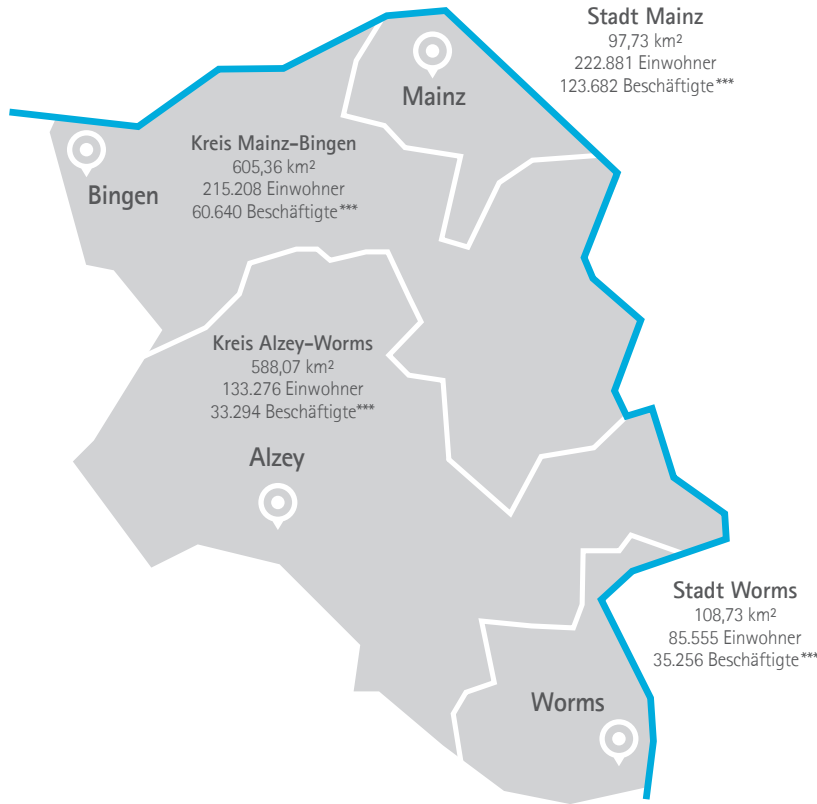 Stadt Mainz
97,73 km²
222.881 Einwohner
123.682 Beschäftigte***
Mainz
Kreis Mainz-Bingen
605,36 km²
215.208 Einwohner
60.640 Beschäftigte***
Bingen
Kreis Alzey-Worms
588,07 km²
133.276 Einwohner
33.294 Beschäftigte***
Alzey
Stadt Worms
108,73 km²
85.555 Einwohner
35.256 Beschäftigte***
Worms